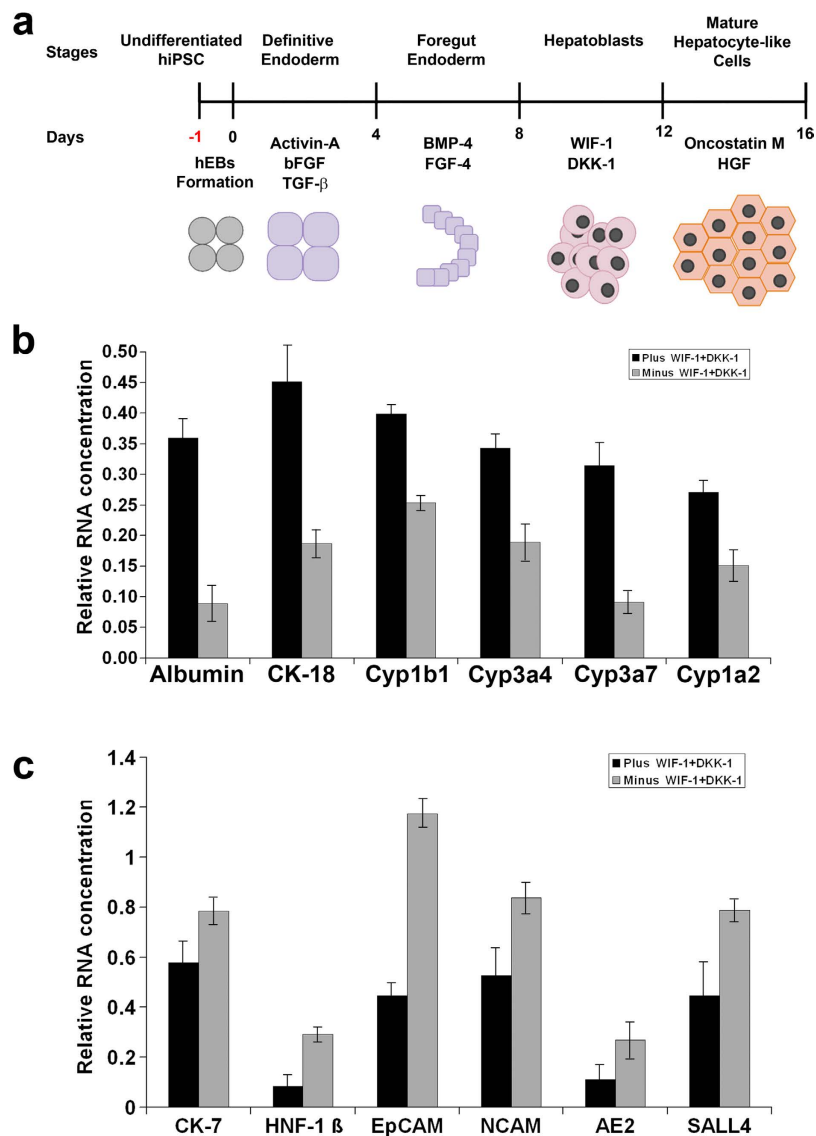 a
Stages
Undifferentiated
hiPSC
Definitive
Endoderm
Foregut
Endoderm
Hepatoblasts
Mature
Hepatocyte-like
Cells
Days
-1
0
4
8
12
16
hEBs
Formation
Activin-A
bFGF
TGF-β
BMP-4
FGF-4
WIF-1
DKK-1
Oncostatin M
HGF
b
Relative RNA concentration
0.50
0.45
0.40
0.35
0.30
0.25
0.20
0.15
0.10
0.05
0.00
Plus WIF-1+DKK-1
Minus WIF-1+DKK-1
Albumin CK-18 Cyp1b1 Cyp3a4 Cyp3a7 Cyp1a2
c
Relative RNA concentration
1.4
1.2
1
0.8
0.6
0.4
0.2
0
Plus WIF-1+DKK-1
Minus WIF-1+DKK-1
CK-7 HNF-1 ß EpCAM NCAM AE2 SALL4